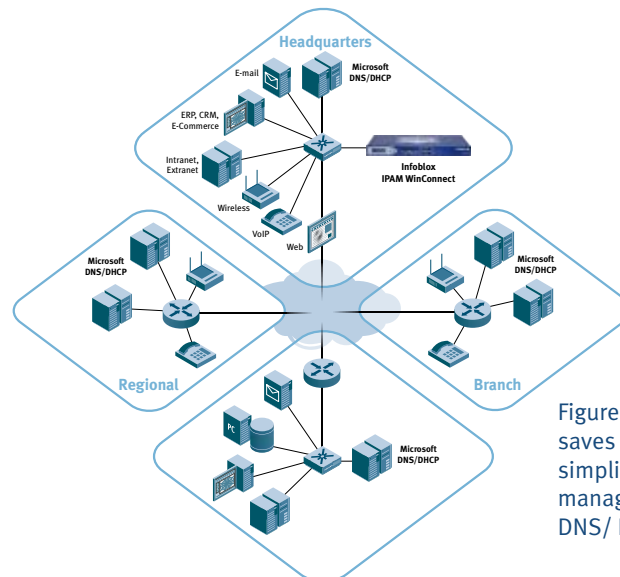 Headquarters
E-mail
Microsoft
DNS/DHCP
ERP, CRM,
E-Commerce
Intranet,
Extranet
Infoblox
IPAM WinConnect
Wireless
VoIP
Web
Microsoft
DNS/DHCP
Microsoft
DNS/DHCP
Regional
Branch
PC
Microsoft
DNS/DHCP
Figure
saves
simpli
manag
DNS/